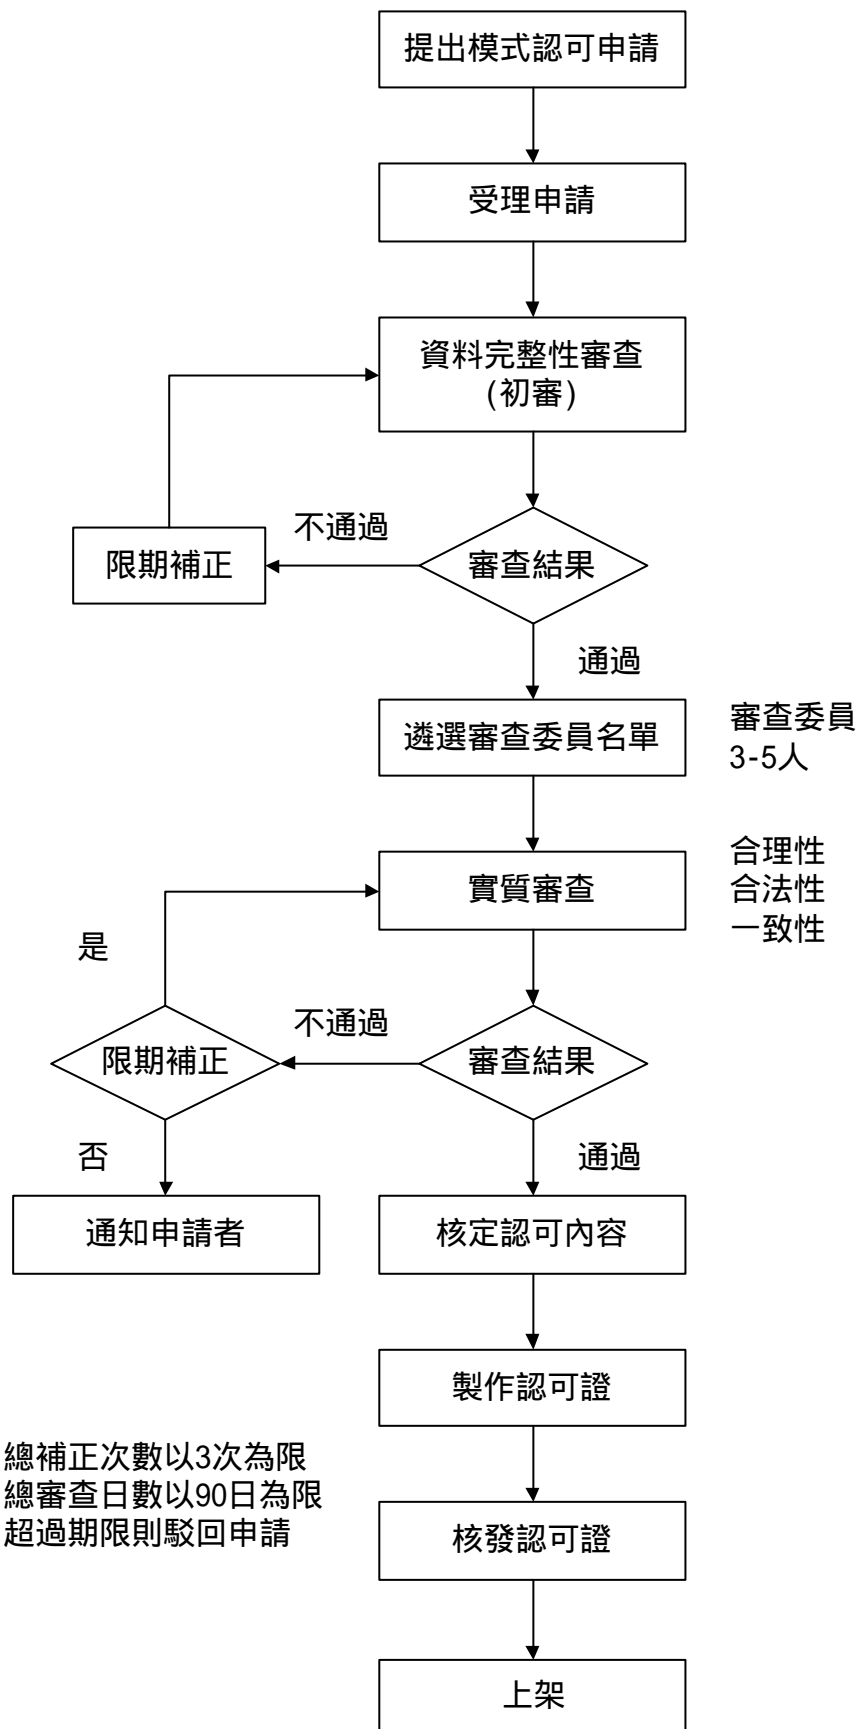 提出模式認可申請
受理申請
資料完整性審查
(初審)
不通過
限期補正
審查結果
通過
遴選審查委員名單
審查委員
3-5人
實質審查
合理性
合法性
一致性
是
不通過
限期補正
審查結果
否
通過
通知申請者
核定認可內容
製作認可證
總補正次數以3次為限
總審查日數以90日為限
超過期限則駁回申請
核發認可證
上架